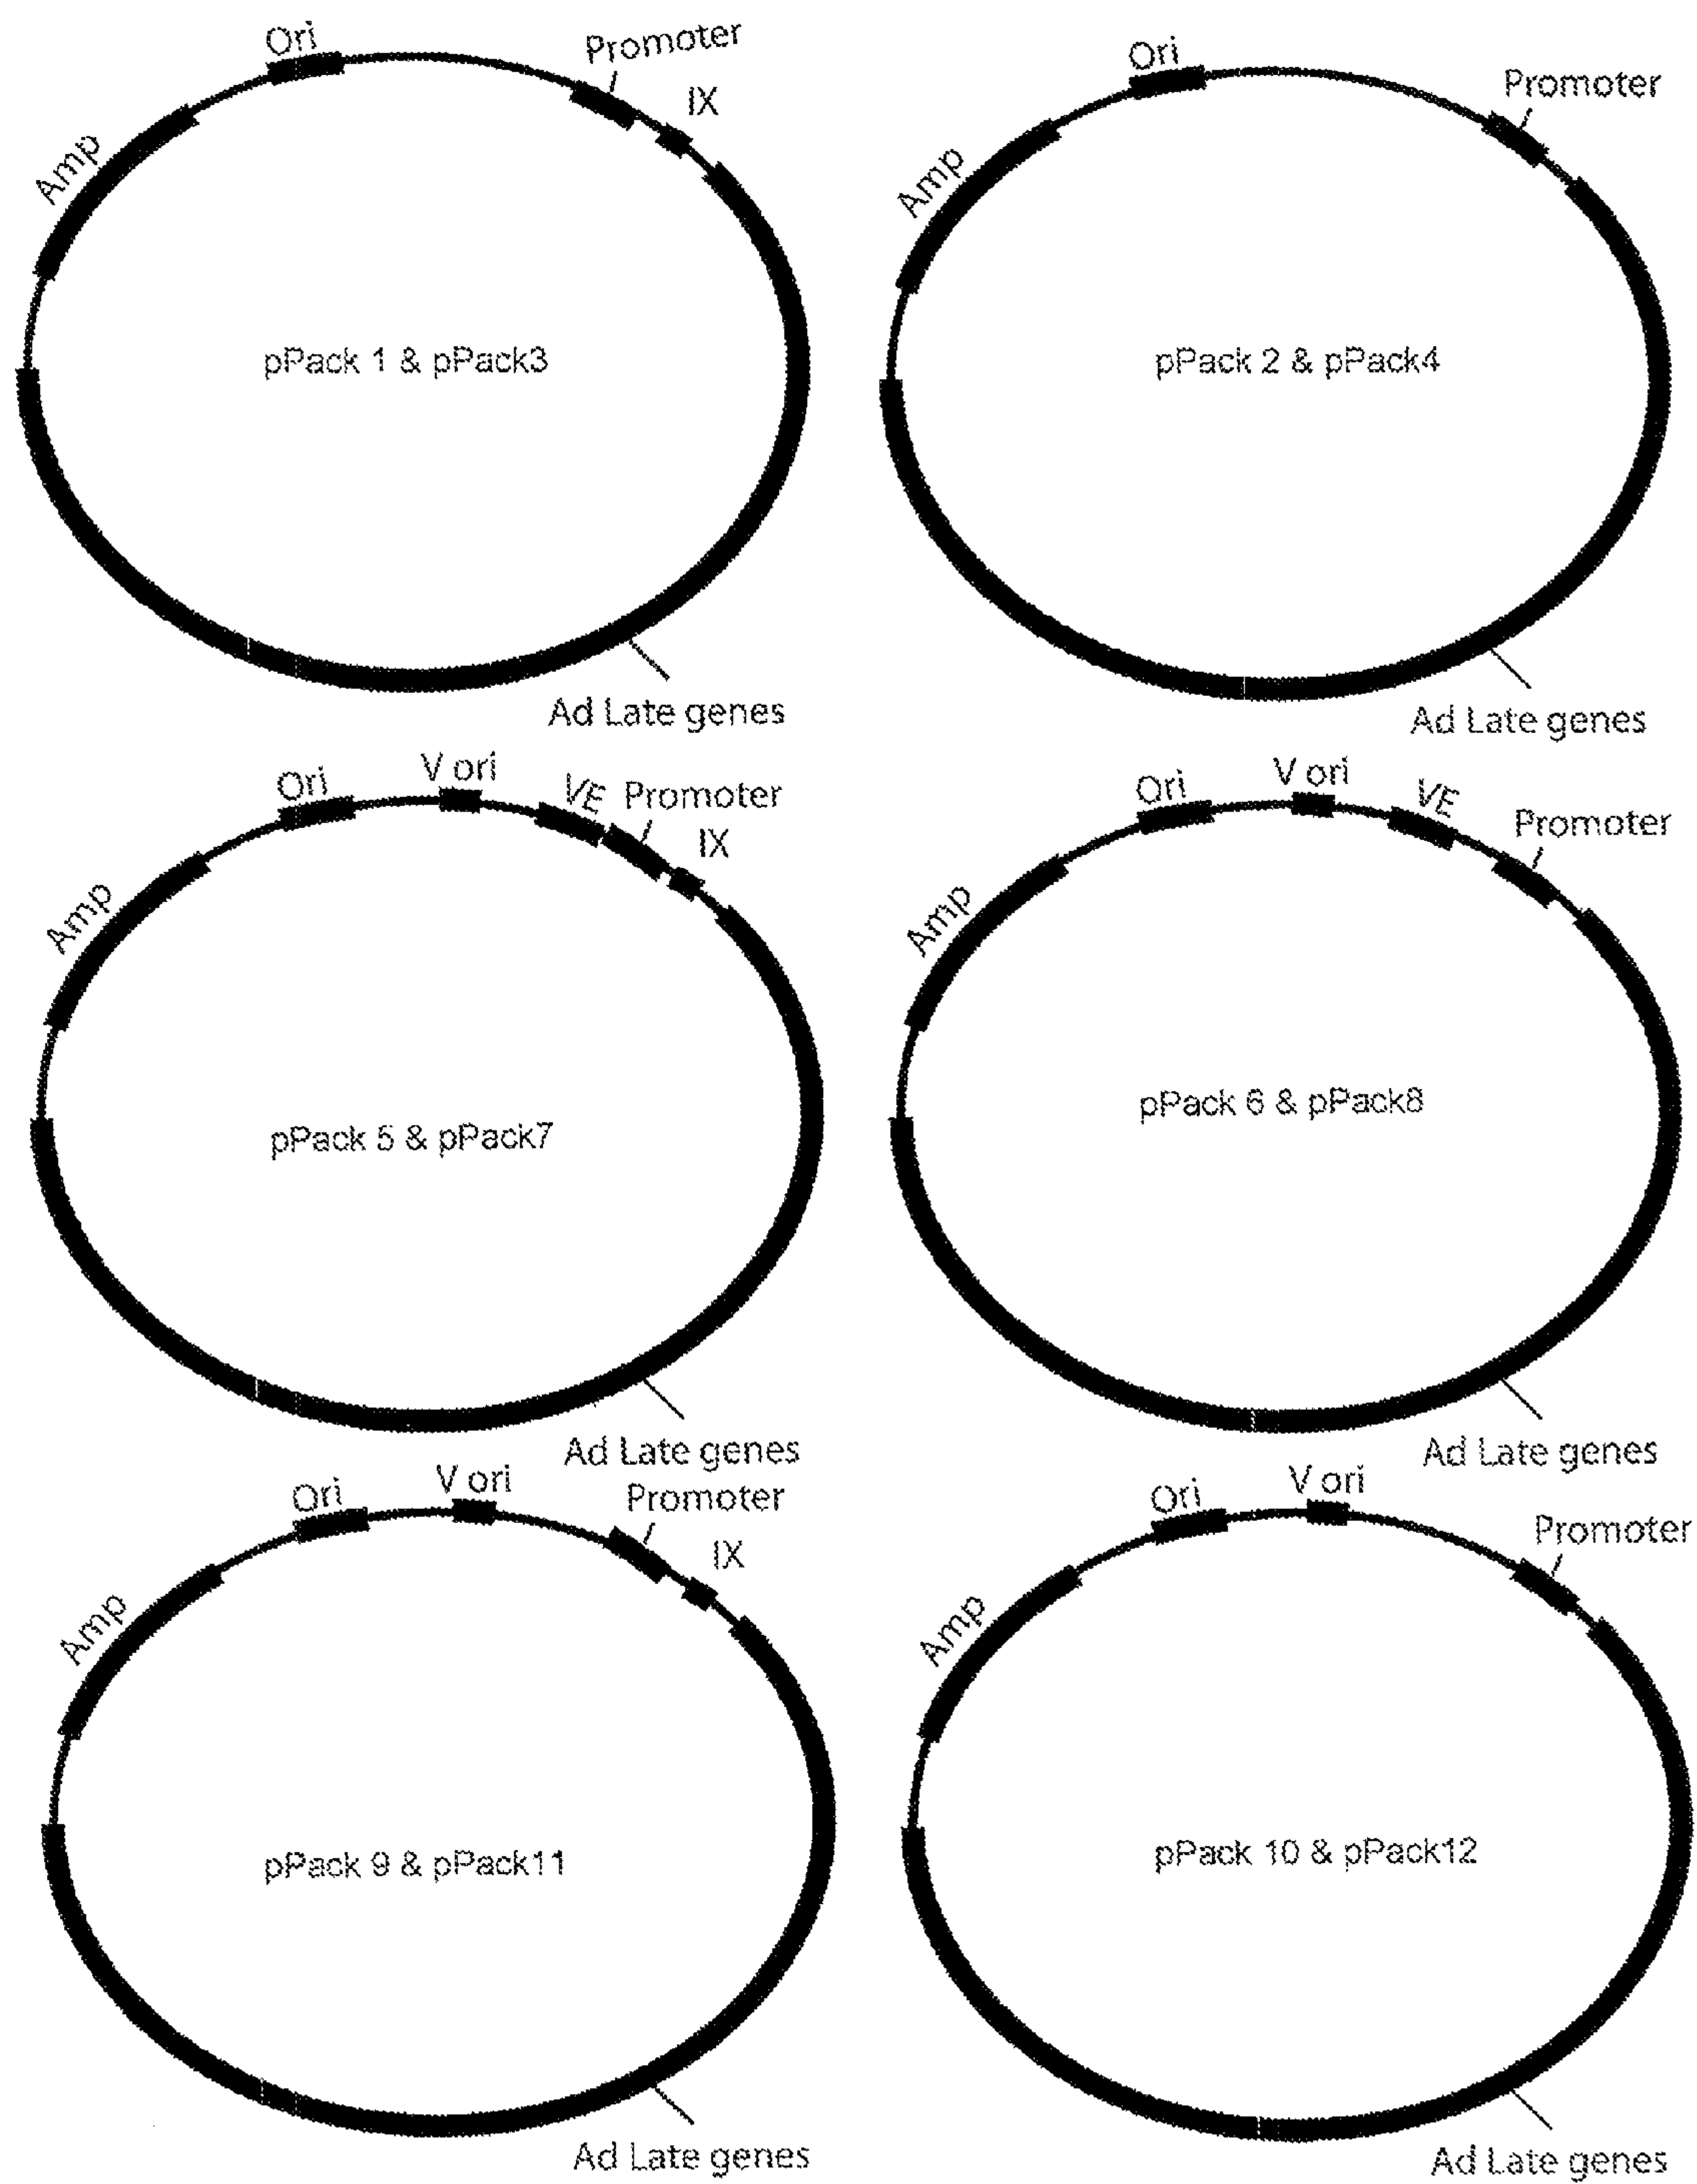 Ori
Promoter
IX
Amp
pPack 1 & pPack3
Ad Late genes
Ori
Promoter
Amp
pPack 2 & pPack4
Ad Late genes
Ori
V ori
VE
Promoter
IX
Amp
pPack 5 & pPack7
Ad Late genes
Ori
V ori
VE
Promoter
Amp
pPack 6 & pPack8
Ad Late genes
Ori
V ori
Promoter
IX
Amp
pPack 9 & pPack11
Ad Late genes
Ori
V ori
Promoter
Amp
pPack 10 & pPack12
Ad Late genes